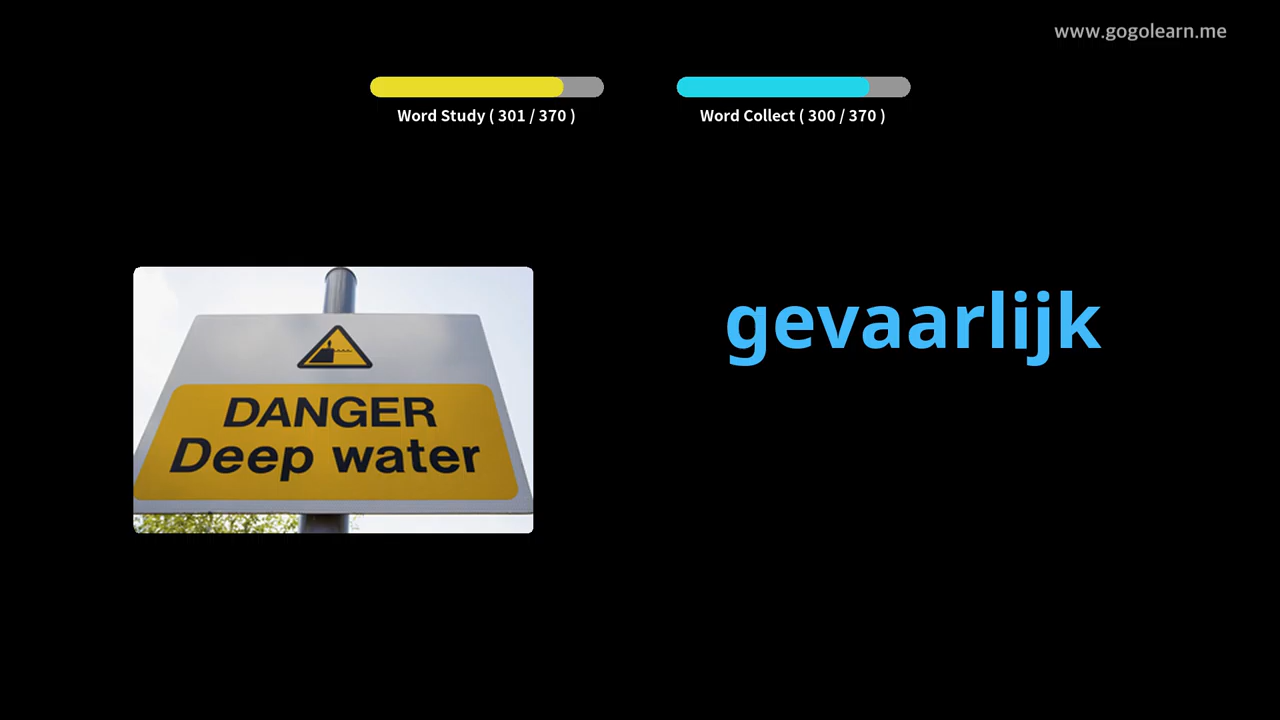 www.gogolearn.me
Word Study ( 301 / 370 )
Word Collect ( 300 / 370 )
DANGER
Deep water
gevaarlijk